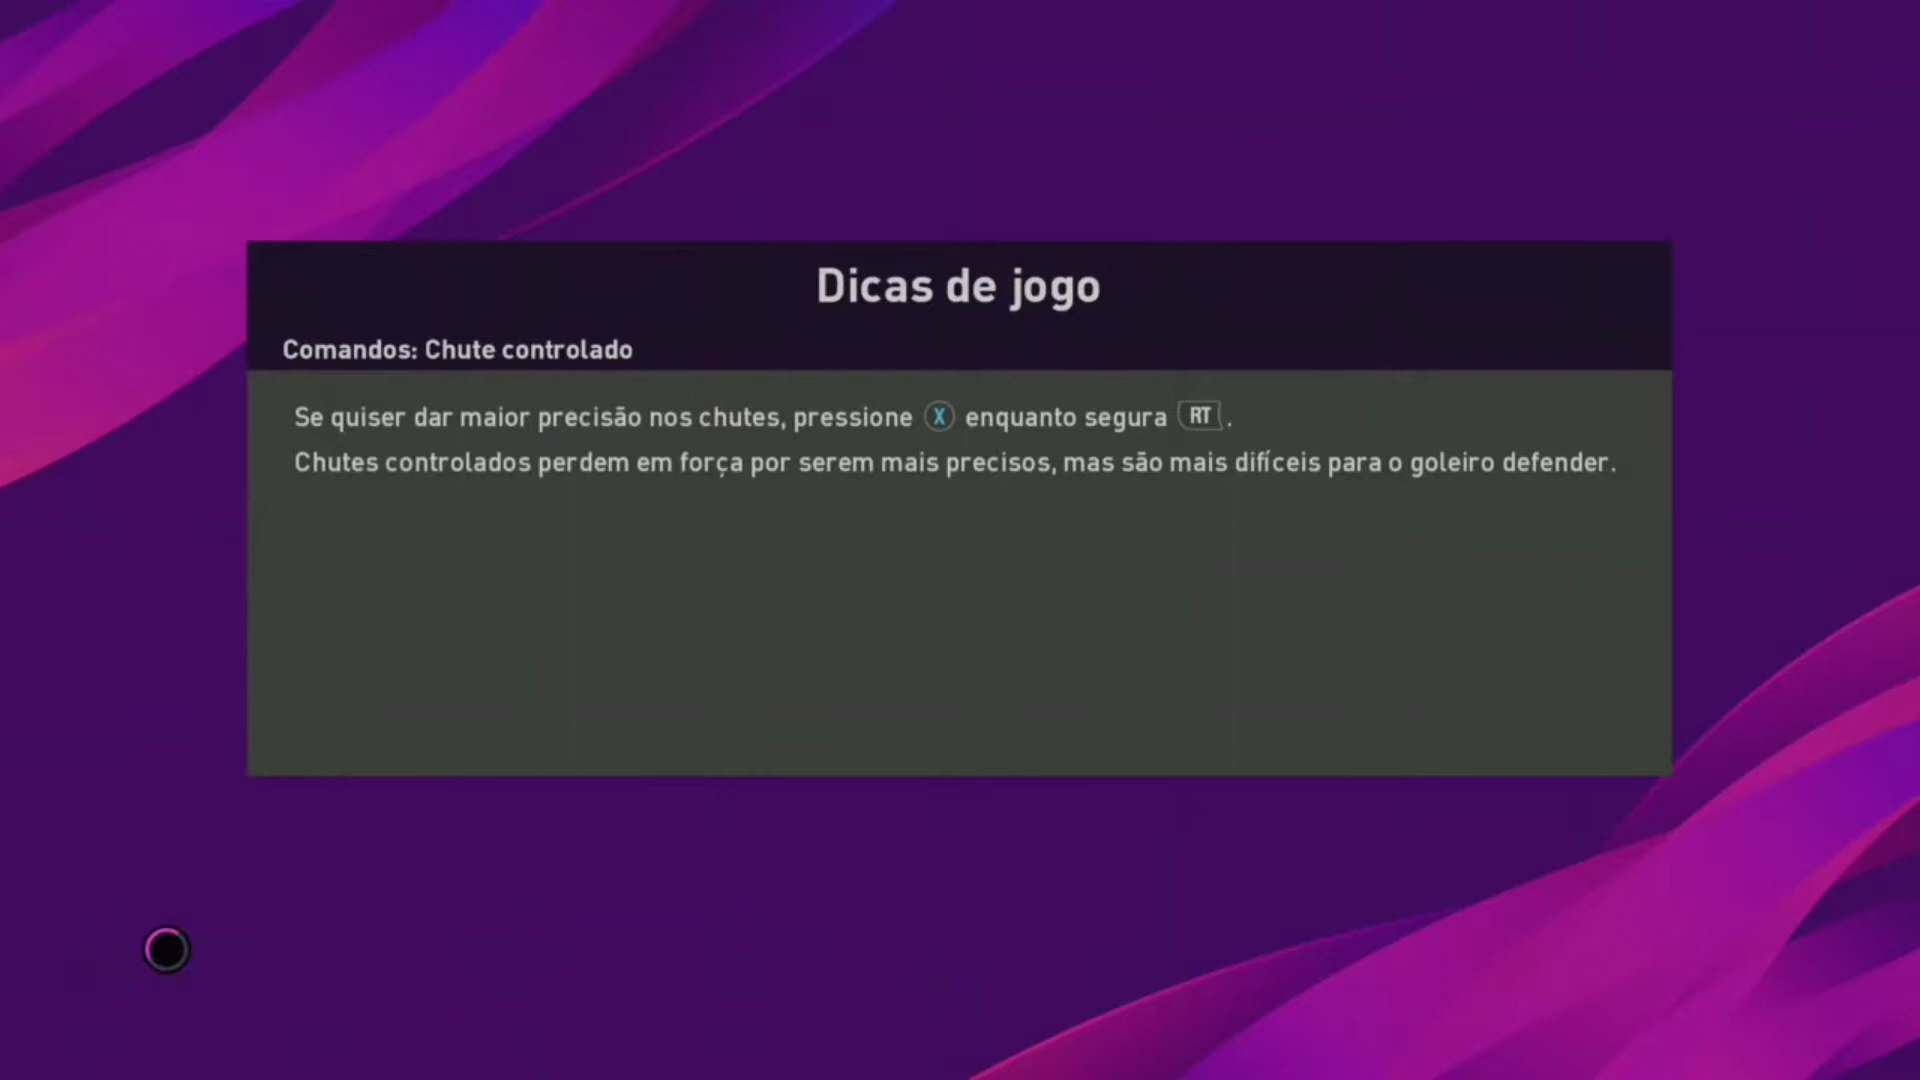 Dicas de jogo
Comandos: Chute controlado
Se quiser dar maior precisão nos chutes, pressione X enquanto segura RT.
Chutes controlados perdem em força por serem mais precisos, mas são mais difíceis para o goleiro defender.